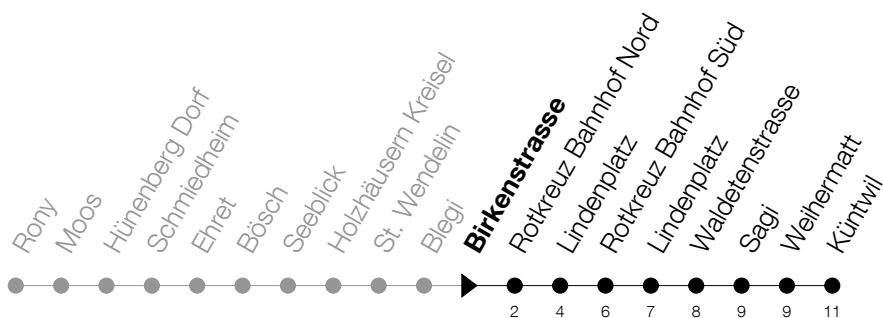 Rony
Moos
Hünenberg Dorf
Schmiedheim
Ehret
Bösch
Seeblick
Holzhäusern Kreisel
St. Wendelin
Blegi
Birkenstrasse
Rotkreuz Bahnhof Nord
Lindenplatz
Rotkreuz Bahnhof Süd
Lindenplatz
Waldetenstrasse
Sagi
Weihermatt
Küntwil
2 4 6 7 8 9 9 11